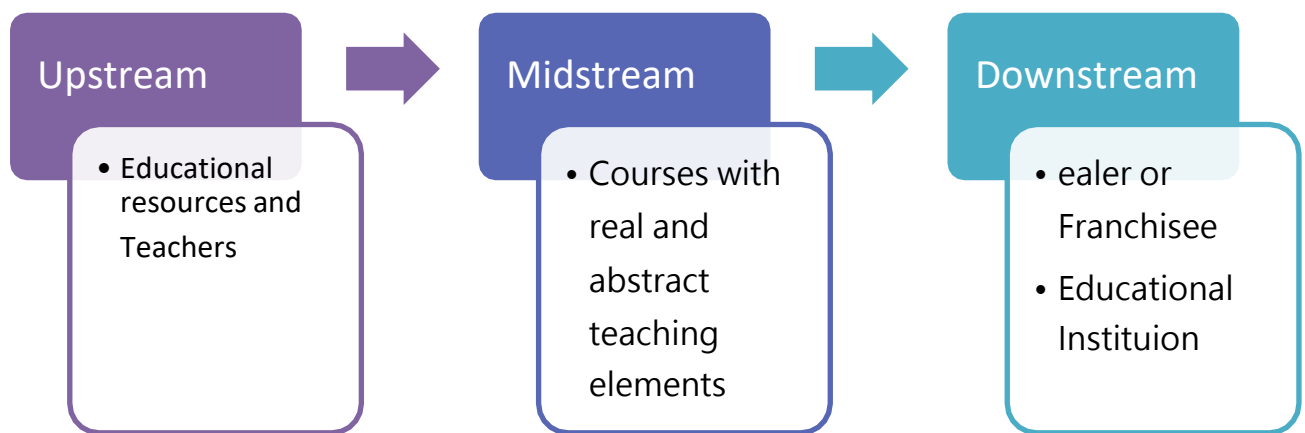 Upstream
• Educational
resources and
Teachers
Midstream
• Courses with
real and
abstract
teaching
elements
Downstream
• ealer or
Franchisee
• Educational
Instituion